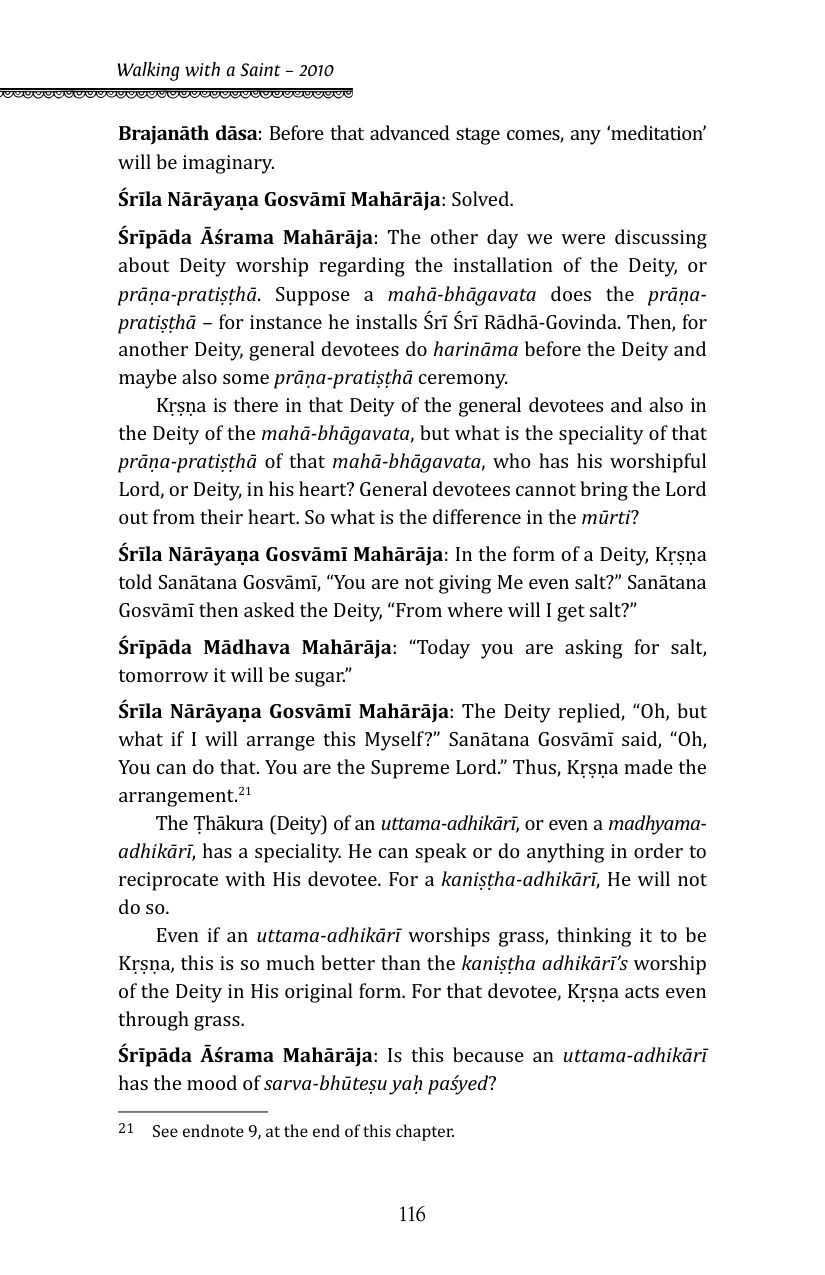 Walking with a Saint – 2010
Brajanāth dāsa: Before that advanced stage comes, any ‘meditation’
will be imaginary.
Śrīla Nārāyaṇa Gosvāmī Mahārāja: Solved.
Śrīpāda Āśrama Mahārāja: The other day we were discussing
about Deity worship regarding the installation of the Deity, or
prāṇa-pratiṣṭhā. Suppose a mahā-bhāgavata does the prāṇa-
pratiṣṭhā – for instance he installs Śrī Śrī Rādhā-Govinda. Then, for
another Deity, general devotees do harināma before the Deity and
maybe also some prāṇa-pratiṣṭhā ceremony.
Kṛṣṇa is there in that Deity of the general devotees and also in
the Deity of the mahā-bhāgavata, but what is the speciality of that
prāṇa-pratiṣṭhā of that mahā-bhāgavata, who has his worshipful
Lord, or Deity, in his heart? General devotees cannot bring the Lord
out from their heart. So what is the difference in the mūrti?
Śrīla Nārāyaṇa Gosvāmī Mahārāja: In the form of a Deity, Kṛṣṇa
told Sanātana Gosvāmī, “You are not giving Me even salt?” Sanātana
Gosvāmī then asked the Deity, “From where will I get salt?”
Śrīpāda Mādhava Mahārāja: “Today you are asking for salt,
tomorrow it will be sugar.”
Śrīla Nārāyaṇa Gosvāmī Mahārāja: The Deity replied, “Oh, but
what if I will arrange this Myself?” Sanātana Gosvāmī said, “Oh,
You can do that. You are the Supreme Lord.” Thus, Kṛṣṇa made the
arrangement.21
The Ṭhākura (Deity) of an uttama-adhikārī, or even a madhyama-
adhikārī, has a speciality. He can speak or do anything in order to
reciprocate with His devotee. For a kaniṣṭha-adhikārī, He will not
do so.
Even if an uttama-adhikārī worships grass, thinking it to be
Kṛṣṇa, this is so much better than the kaniṣṭha adhikārī’s worship
of the Deity in His original form. For that devotee, Kṛṣṇa acts even
through grass.
Śrīpāda Āśrama Mahārāja: Is this because an uttama-adhikārī
has the mood of sarva-bhūteṣu yaḥ paśyed?
21 See endnote 9, at the end of this chapter.
116